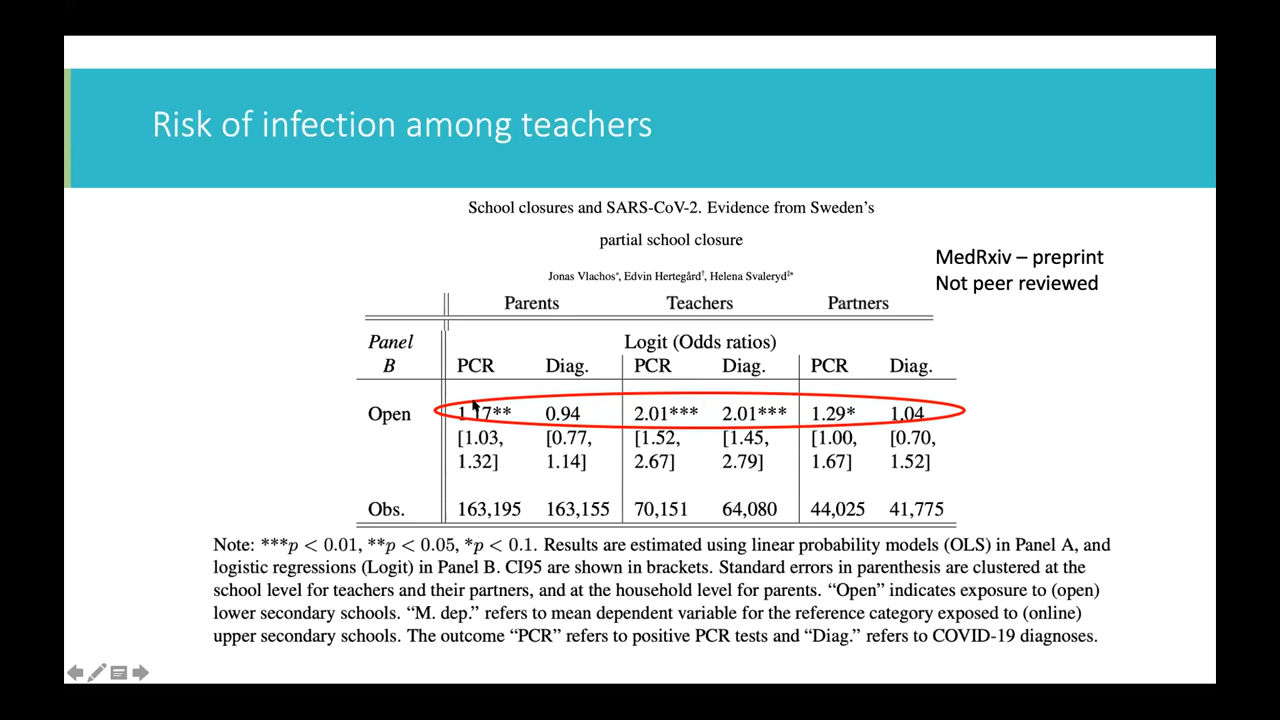 Risk of infection among teachers
School closures and SARS-CoV-2. Evidence from Sweden's
partial school closure
Jonas Vlachos*, Edvin Hertegård†, Helena Svaleryd‡*
MedRxiv – preprint
Not peer reviewed
Parents Teachers Partners
Panel Logit (Odds ratios)
B PCR Diag. PCR Diag. PCR Diag.
Open 1.17** 0.94 2.01*** 2.01*** 1.29* 1.04
[1.03, [0.77, [1.52, [1.45, [1.00, [0.70,
1.32] 1.14] 2.67] 2.79] 1.67] 1.52]
Obs. 163,195 163,155 70,151 64,080 44,025 41,775
Note: ***p < 0.01, **p < 0.05, *p < 0.1. Results are estimated using linear probability models (OLS) in Panel A, and
logistic regressions (Logit) in Panel B. CI95 are shown in brackets. Standard errors in parenthesis are clustered at the
school level for teachers and their partners, and at the household level for parents. “Open” indicates exposure to (open)
lower secondary schools. “M. dep.” refers to mean dependent variable for the reference category exposed to (online)
upper secondary schools. The outcome “PCR” refers to positive PCR tests and “Diag.” refers to COVID-19 diagnoses.